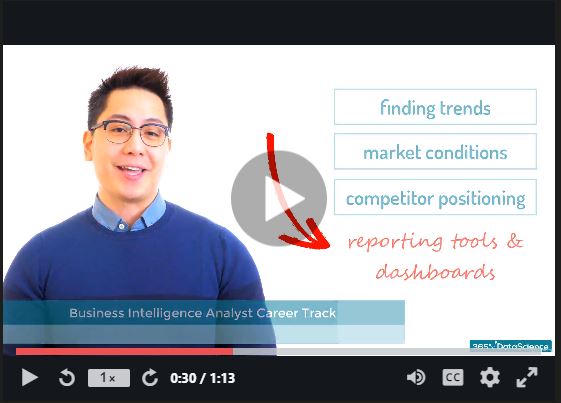 finding trends
market conditions
competitor positioning
reporting tools &
dashboards
Business Intelligence Analyst Career Track
365 DataScience
1x
0:30 / 1:13
CC